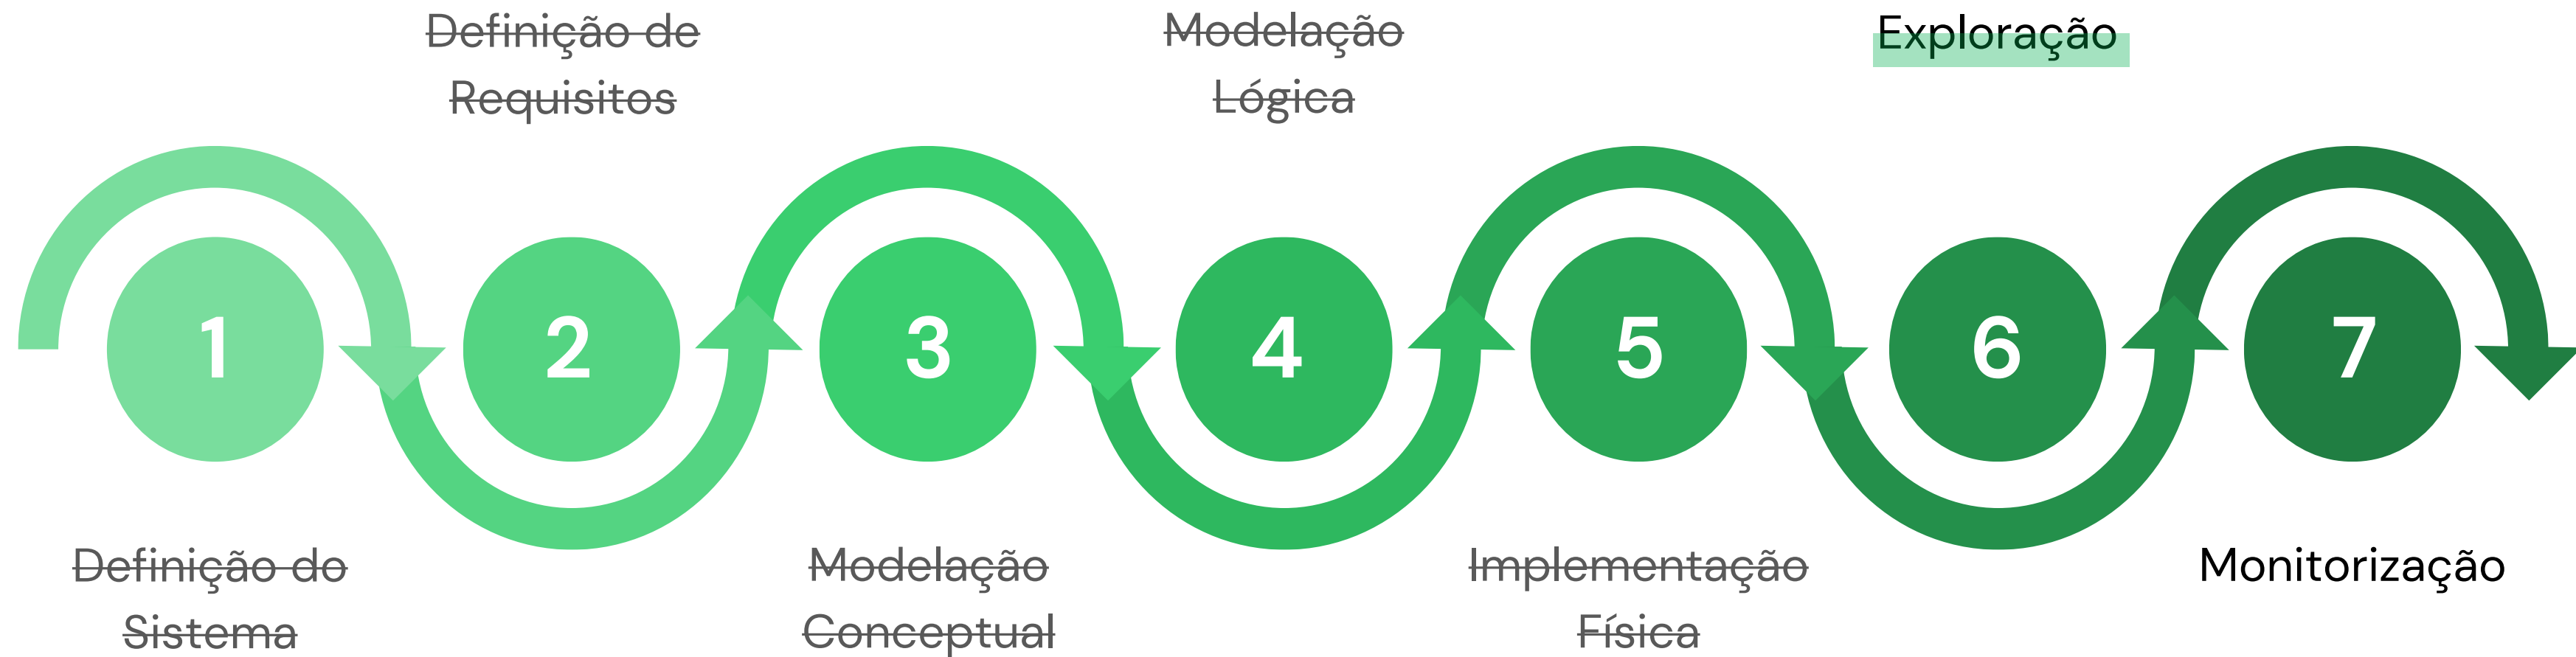 Definição de
Requisitos
Modelação
Lógica
Exploração
1
2
3
4
5
6
7
Definição do
Sistema
Modelação
Conceptual
Implementação
Física
Monitorização